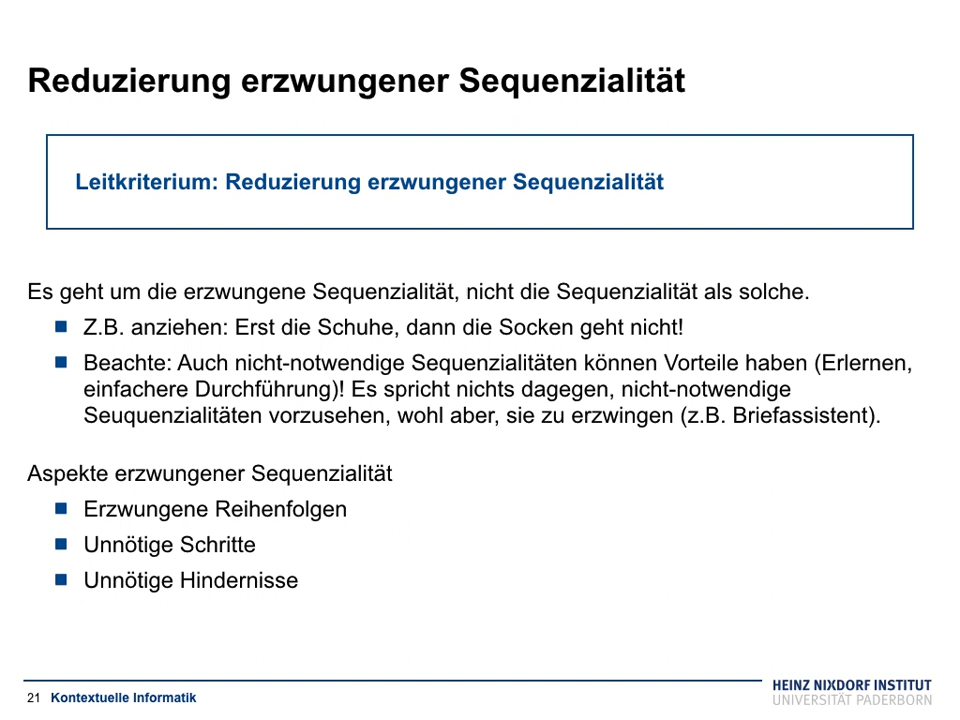 Reduzierung erzwungener Sequenzialität
Leitkriterium: Reduzierung erzwungener Sequenzialität
Es geht um die erzwungene Sequenzialität, nicht die Sequenzialität als solche.
Z.B. anziehen: Erst die Schuhe, dann die Socken geht nicht!
Beachte: Auch nicht-notwendige Sequenzialitäten können Vorteile haben (Erlernen,
einfachere Durchführung)! Es spricht nichts dagegen, nicht-notwendige
Seuquenzialitäten vorzusehen, wohl aber, sie zu erzwingen (z.B. Briefassistent).
Aspekte erzwungener Sequenzialität
Erzwungene Reihenfolgen
Unnötige Schritte
Unnötige Hindernisse
21 Kontextuelle Informatik
HEINZ NIXDORF INSTITUT
UNIVERSITÄT PADERBORN